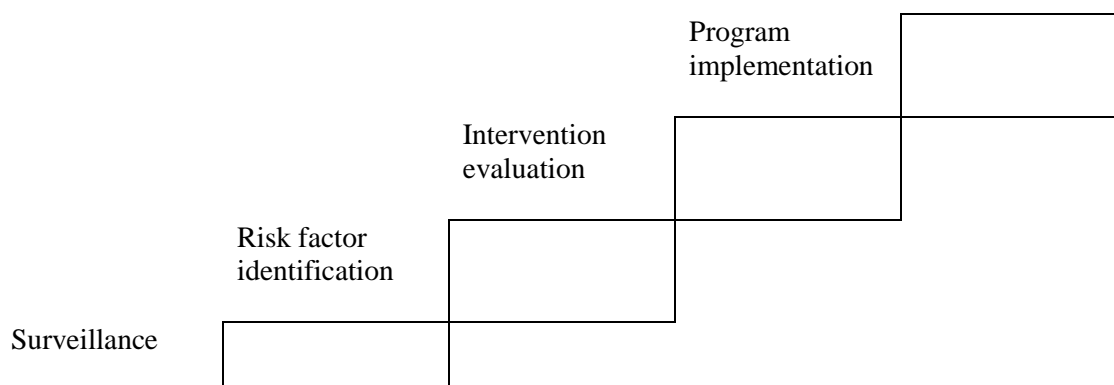 Program
implementation
Intervention
evaluation
Risk factor
identification
Surveillance